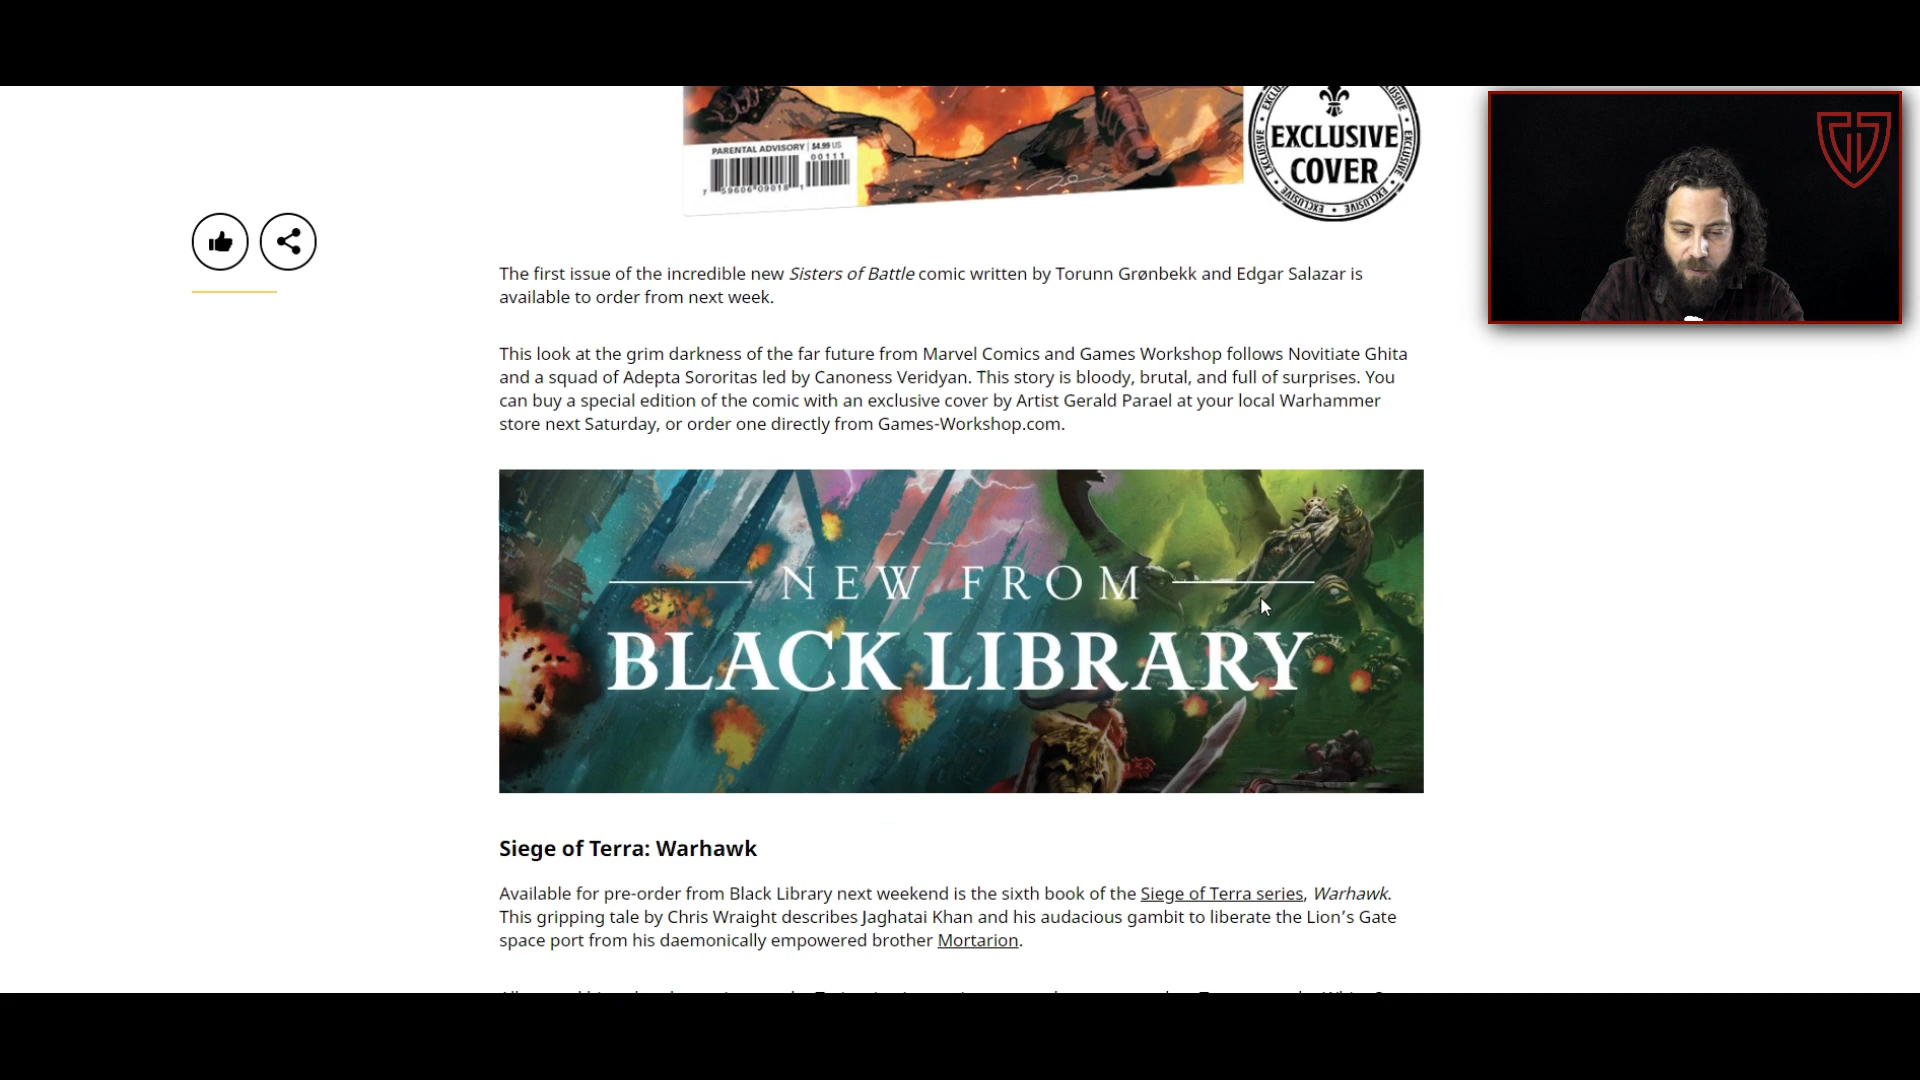 PARENTAL ADVISORY $4.99 US
00111
EXCLUSIVE
COVER
The first issue of the incredible new Sisters of Battle comic written by Torunn Grønbekk and Edgar Salazar is
available to order from next week.
This look at the grim darkness of the far future from Marvel Comics and Games Workshop follows Novitiate Ghita
and a squad of Adepta Sororitas led by Canoness Veridyan. This story is bloody, brutal, and full of surprises. You
can buy a special edition of the comic with an exclusive cover by Artist Gerald Parael at your local Warhammer
store next Saturday, or order one directly from Games-Workshop.com.
NEW FROM
BLACK LIBRARY
Siege of Terra: Warhawk
Available for pre-order from Black Library next weekend is the sixth book of the Siege of Terra series, Warhawk.
This gripping tale by Chris Wraight describes Jaghatai Khan and his audacious gambit to liberate the Lion's Gate
space port from his daemonically empowered brother Mortarion.